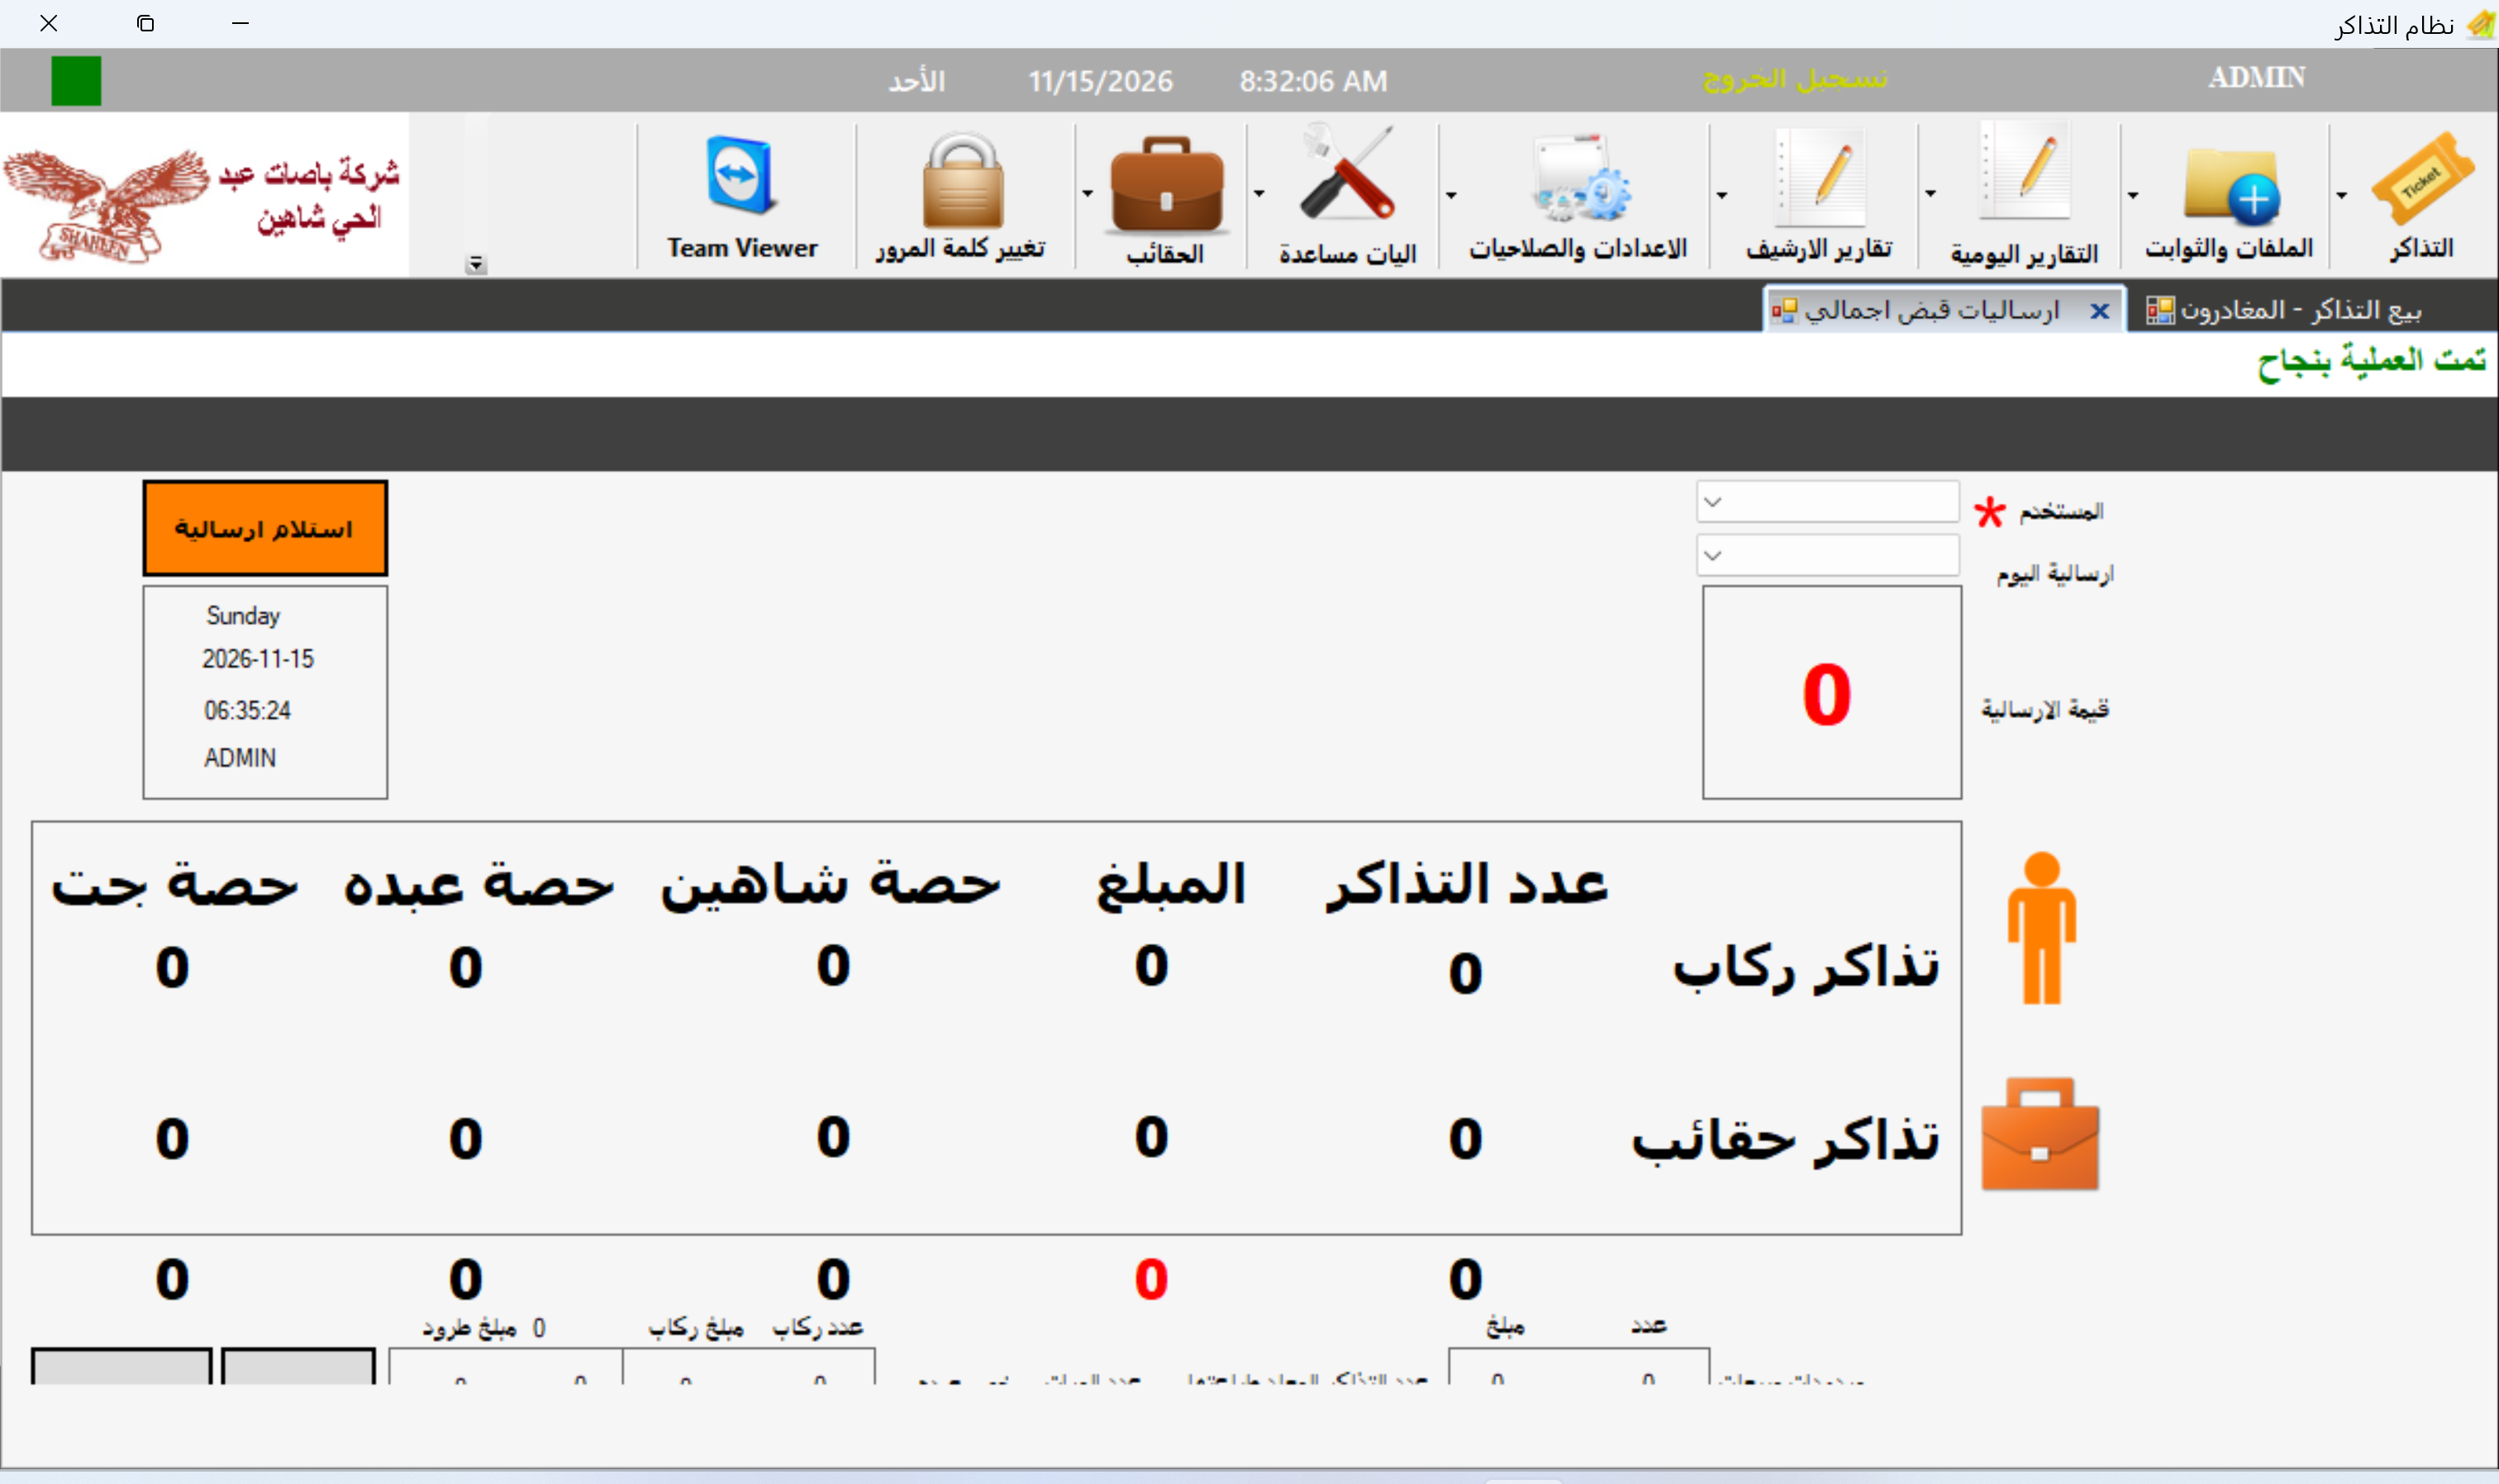 نظام التذاكر
ADMIN تسجيل الخروج 8:32:06 AM 11/15/2026 الأحد
Ticket
التذاكر الملفات والثوابت التقارير اليومية تقارير الارشيف الاعدادات والصلاحيات اليات مساعدة الحقائب تغيير كلمة المرور Team Viewer
شركة باصات عبد
الحي شاهين
SHAHEEN
بيع التذاكر - المغادرون ارساليات قبض اجمالي
تمت العملية بنجاح
المستخدم *
ارسالية اليوم
قيمة الارسالية 0
استلام ارسالية
Sunday
2026-11-15
06:35:24
ADMIN
عدد التذاكر المبلغ حصة شاهين حصة عبده حصة جت
تذاكر ركاب 0 0 0 0 0
تذاكر حقائب 0 0 0 0 0
0 0 0 0 0
عدد مبلغ عدد ركاب مبلغ ركاب 0 مبلغ طرود